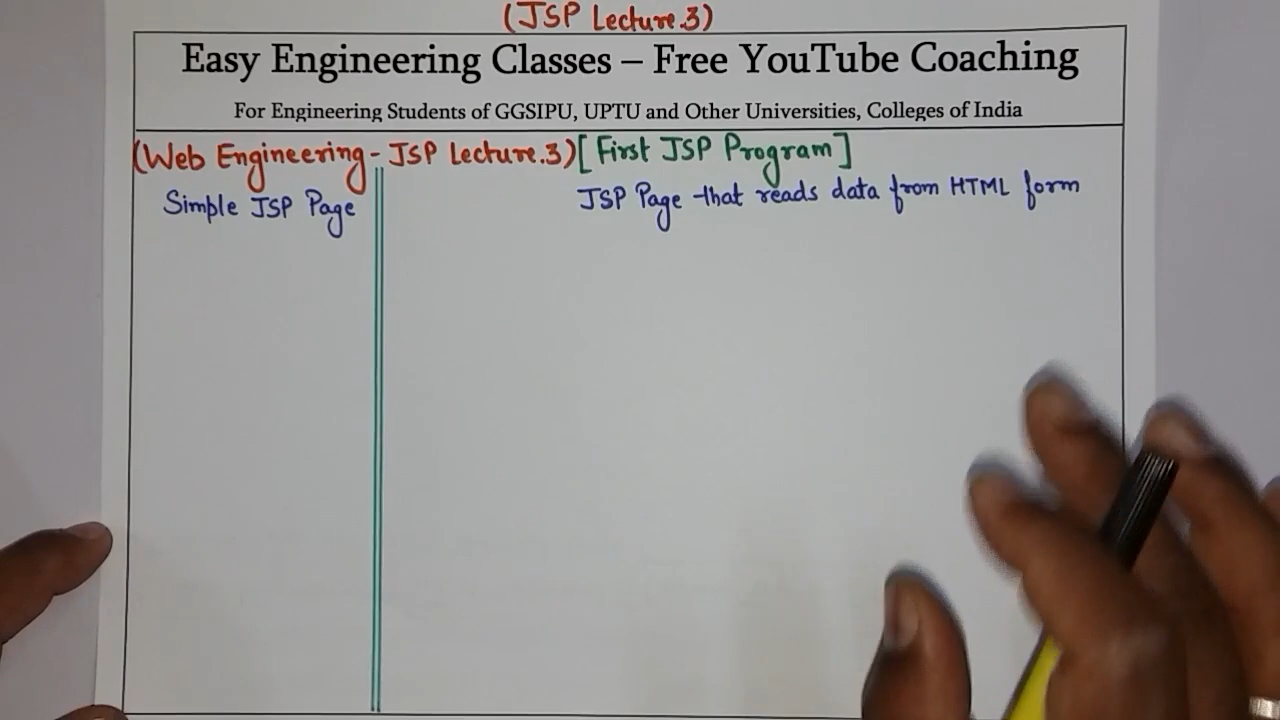 (JSP Lecture.3)
Easy Engineering Classes – Free YouTube Coaching
For Engineering Students of GGSIPU, UPTU and Other Universities, Colleges of India
(Web Engineering - JSP Lecture.3) [First JSP Program]
Simple JSP Page
JSP Page that reads data from HTML form